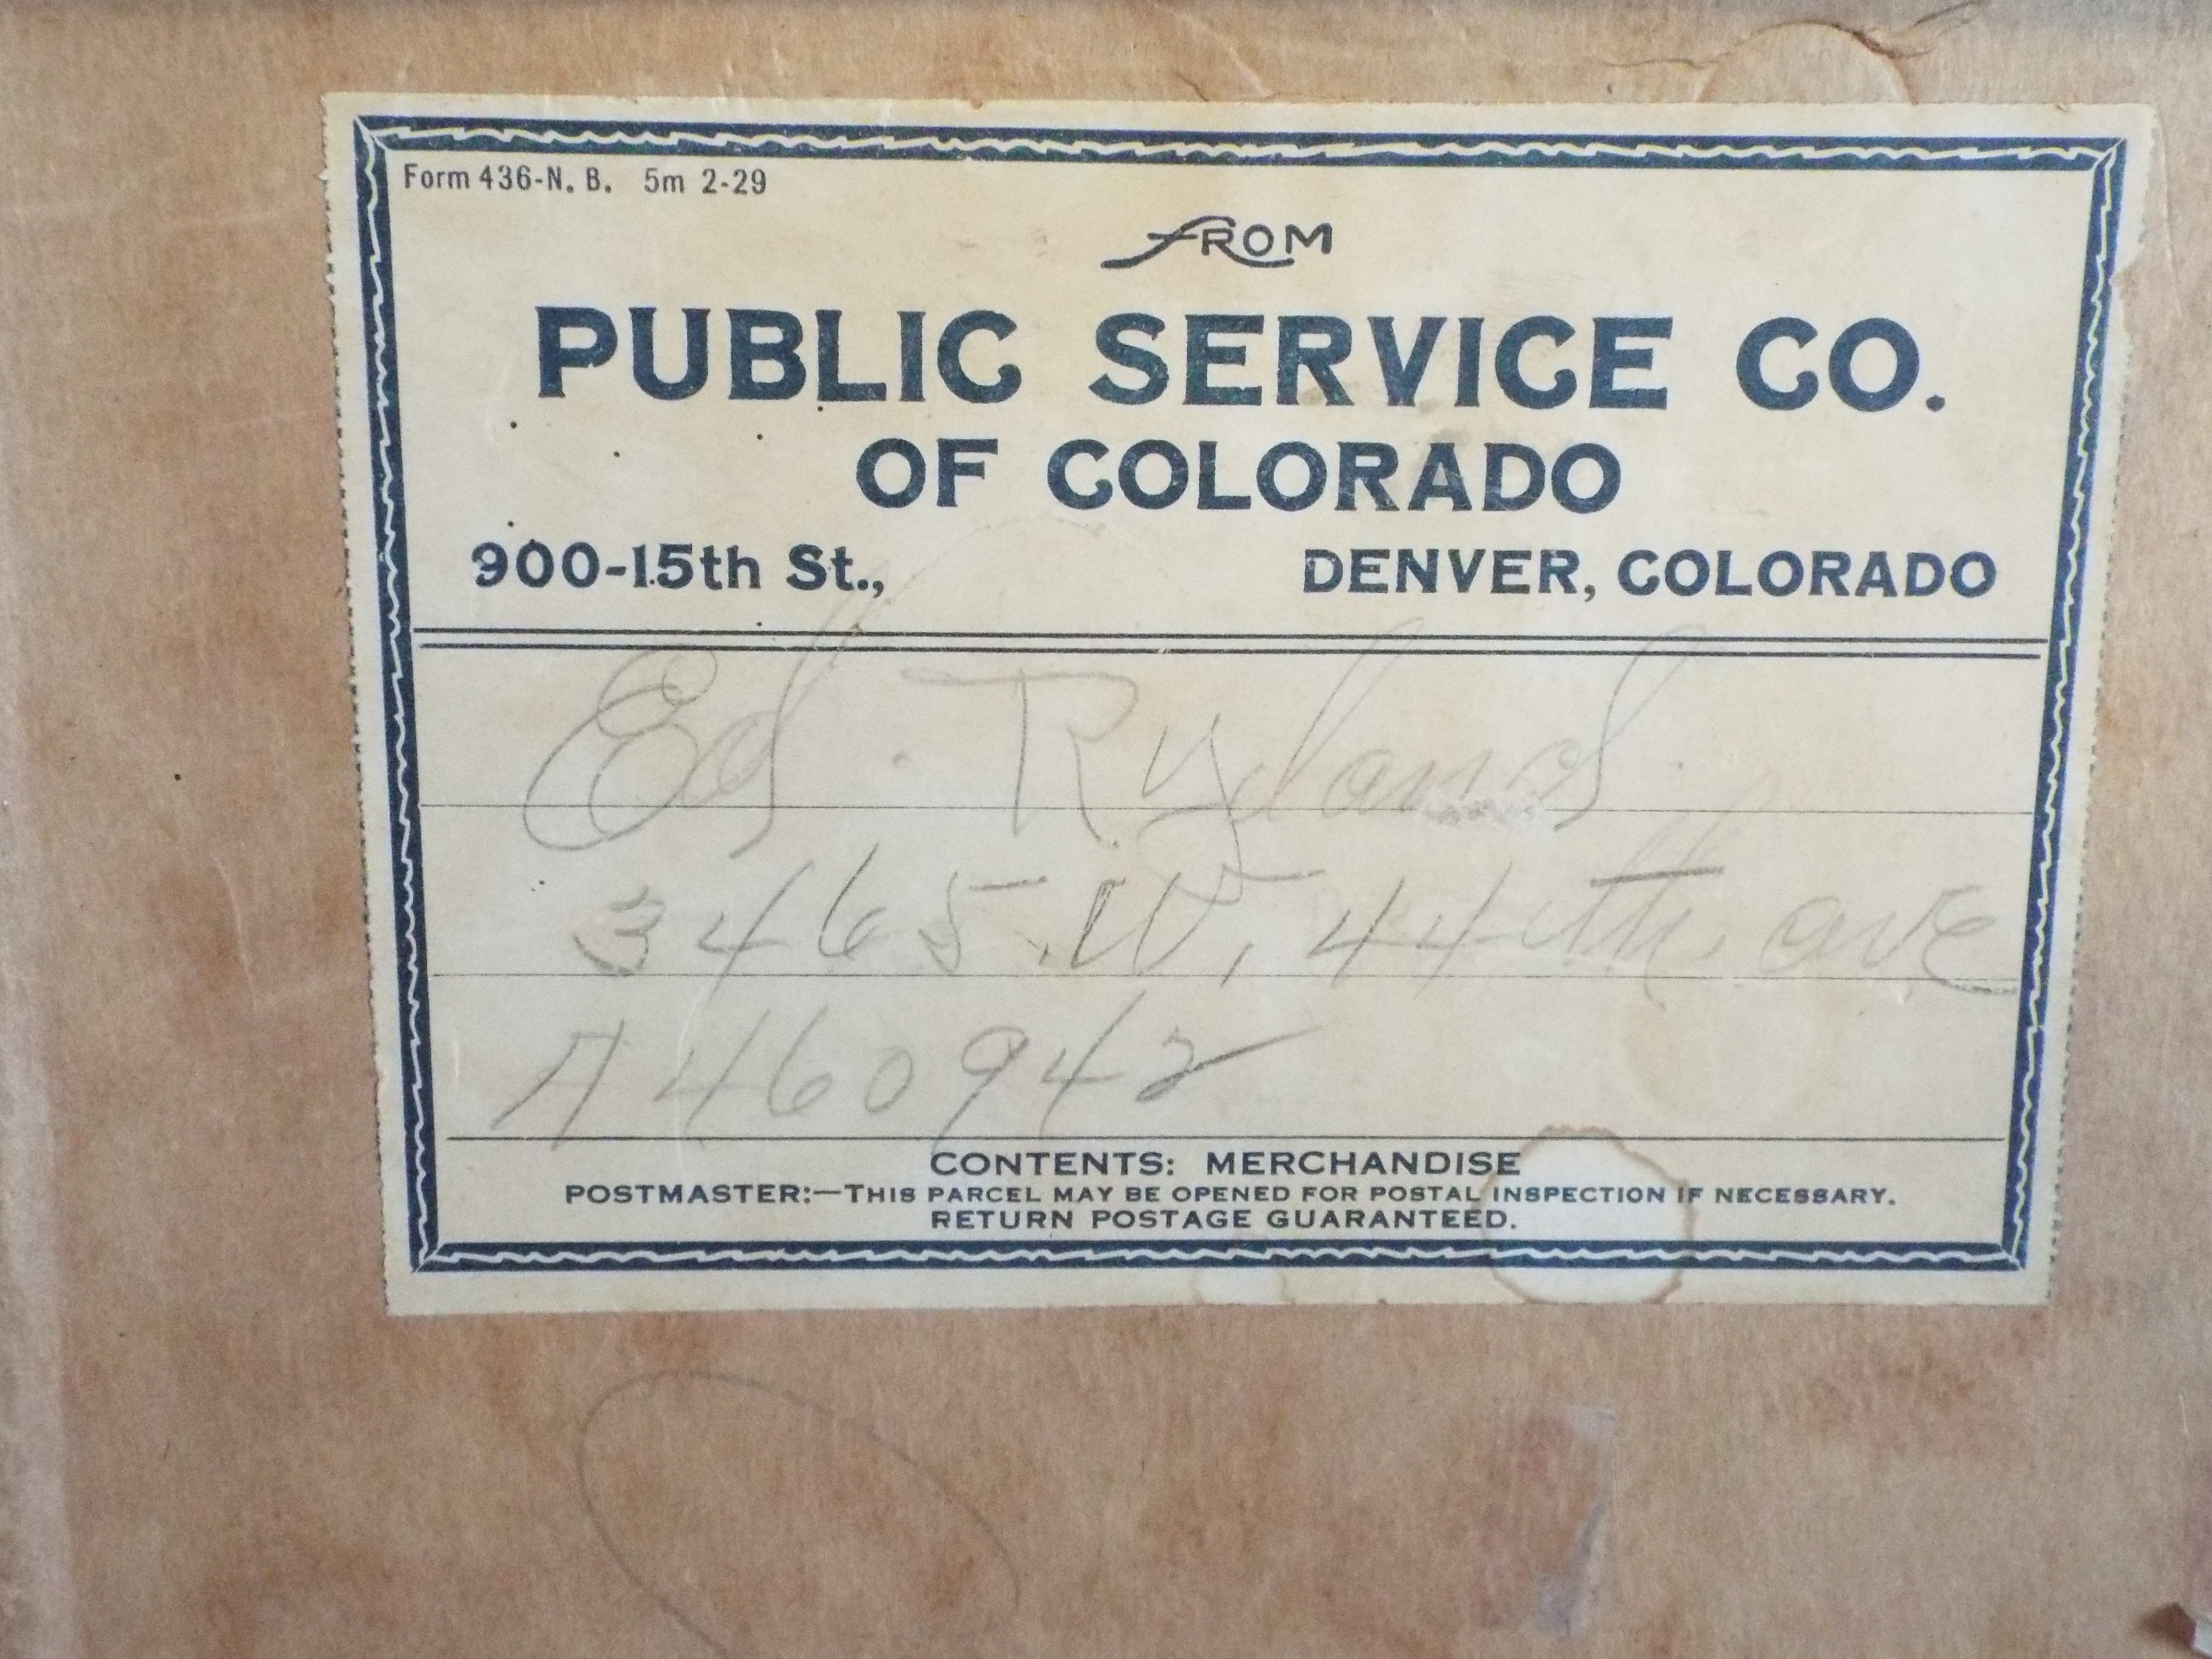 Form 436-N. B. 5m 2-29
FROM
PUBLIC SERVICE CO.
OF COLORADO
900-15th St., DENVER, COLORADO
Ed. Ryland.
3465.W. 44th. ave
A460942
CONTENTS: MERCHANDISE
POSTMASTER:—THIS PARCEL MAY BE OPENED FOR POSTAL INSPECTION IF NECESSARY.
RETURN POSTAGE GUARANTEED.